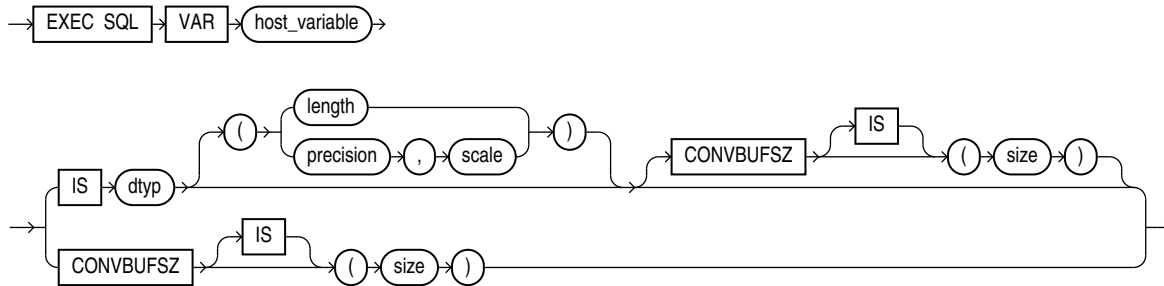 EXEC SQL VAR host_variable
IS
length
( )
precision , scale
CONVBUFSZ ( size )
IS dtyp
IS
CONVBUFSZ ( size )